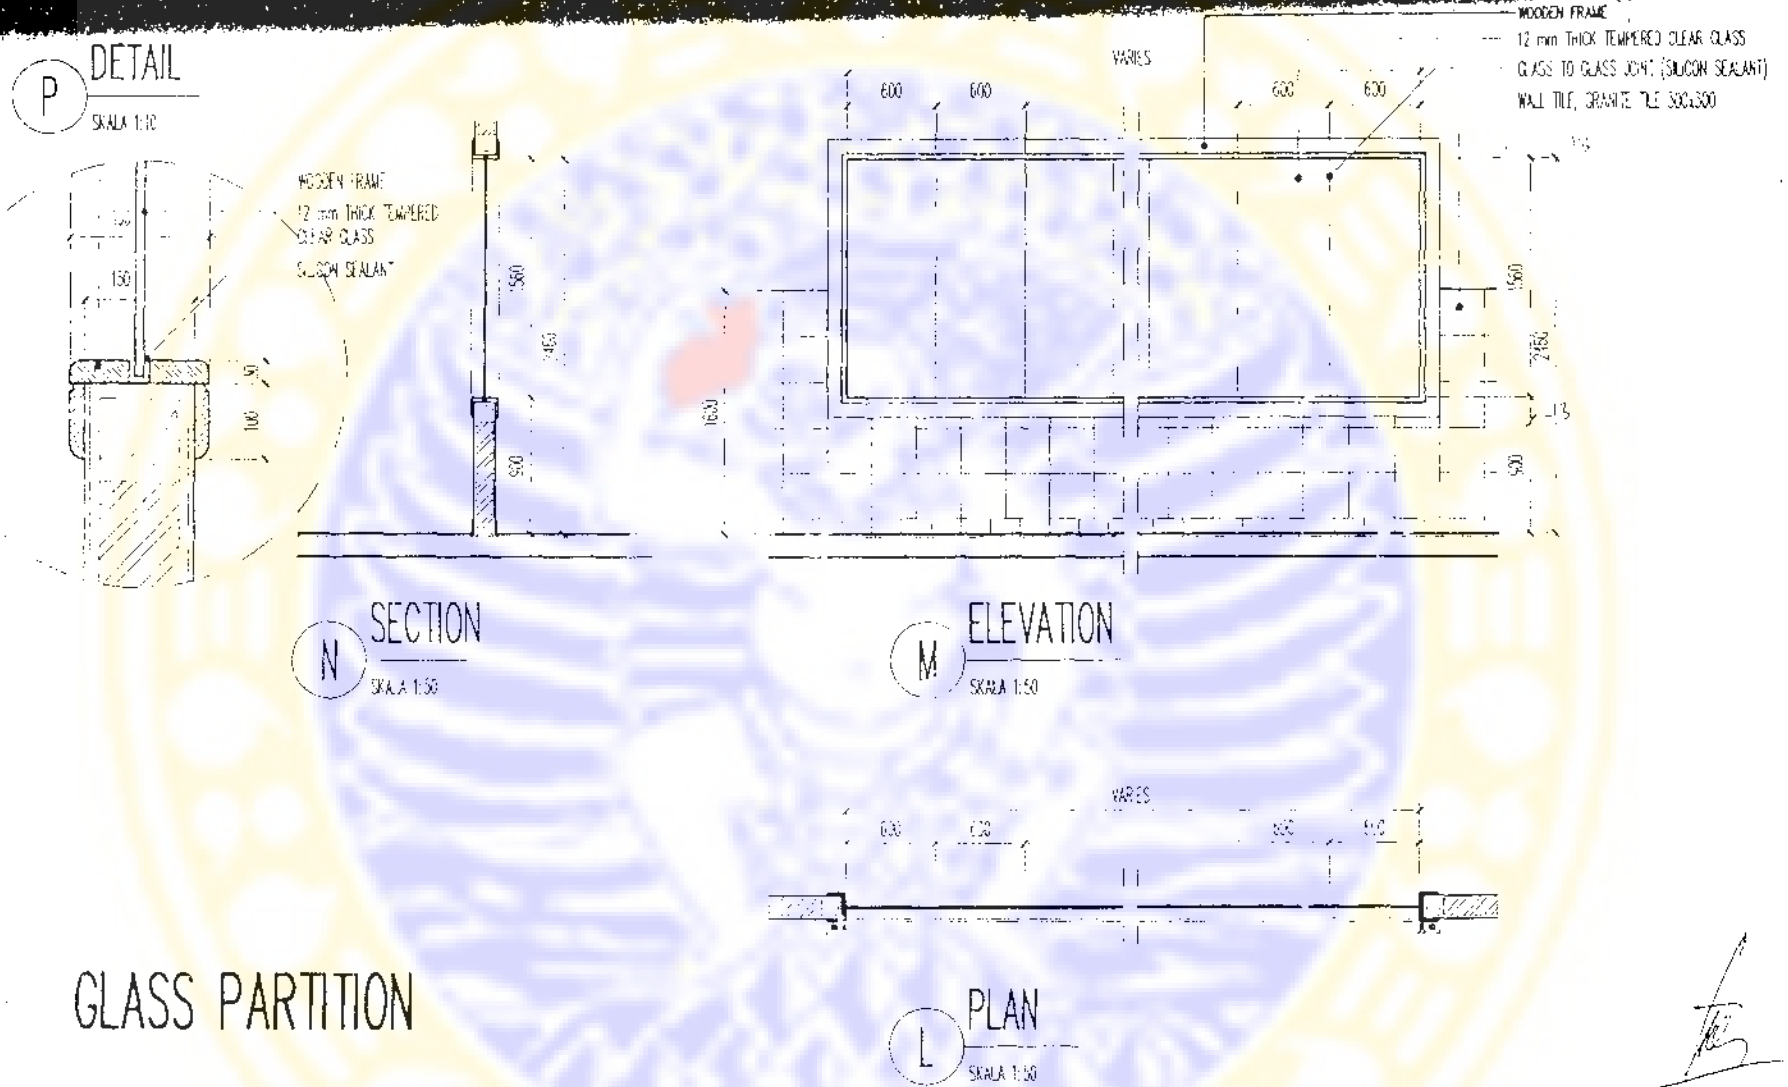 P
DETAIL
SKALA 1:10
WOODEN FRAME
12 mm THICK TEMPERED
CLEAR GLASS
SILICON SEALANT
150
100
1560
2460
900
N
SECTION
SKALA 1:50
WOODEN FRAME
12 mm THICK TEMPERED CLEAR GLASS
GLASS TO GLASS JOINT (SILICON SEALANT)
WALL TILE, GRANITE TILE 300x300
VARIES
600
600
600
600
1600
1560
2460
900
M
ELEVATION
SKALA 1:50
VARIES
600
600
600
600
GLASS PARTITION
L
PLAN
SKALA 1:50